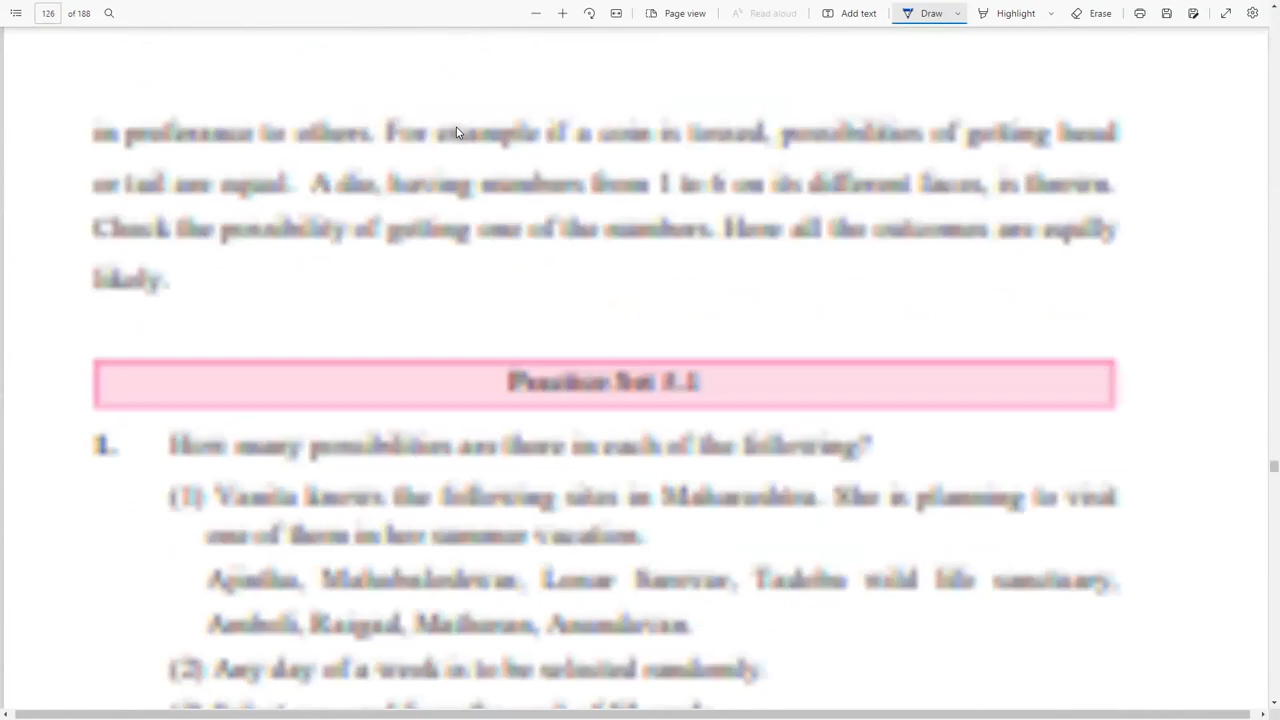 126 of 188 Page view Read aloud Add text Draw Highlight Erase
in preference to others. For example if a coin is tossed, possibilities of getting head
or tail are equal. A die, having numbers from 1 to 6 on its different faces, is thrown.
Check the possibility of getting one of the numbers. Here all the outcomes are equally
likely.
Practice Set
1. How many possibilities are there in each of the following?
(1) Vanita knows the following sites in Maharashtra. She is planning to visit
one of them in her summer vacation.
Ajintha, Mahabaleshwar, Lonar Sarovar, Tadoba wild life sanctuary,
Amboli, Raigad, Matheran, Anandavan.
(2) Any day of a week is to be selected randomly.